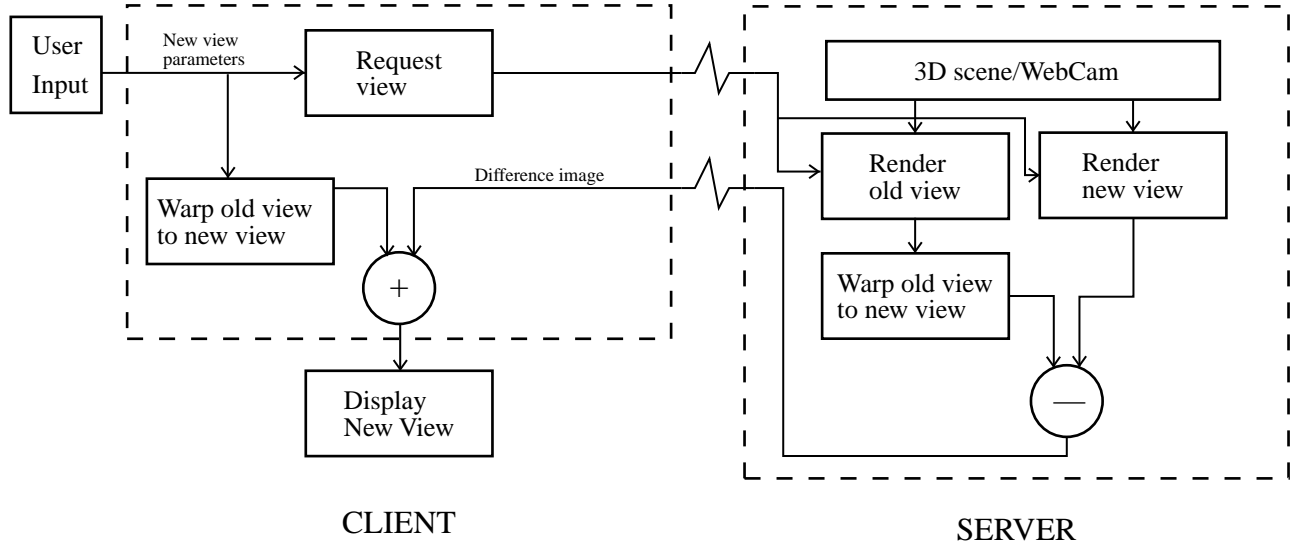 User
Input
New view
parameters
Request
view
3D scene/WebCam
Render
old view
Render
new view
Difference image
Warp old view
to new view
Warp old view
to new view
+
—
Display
New View
CLIENT
SERVER